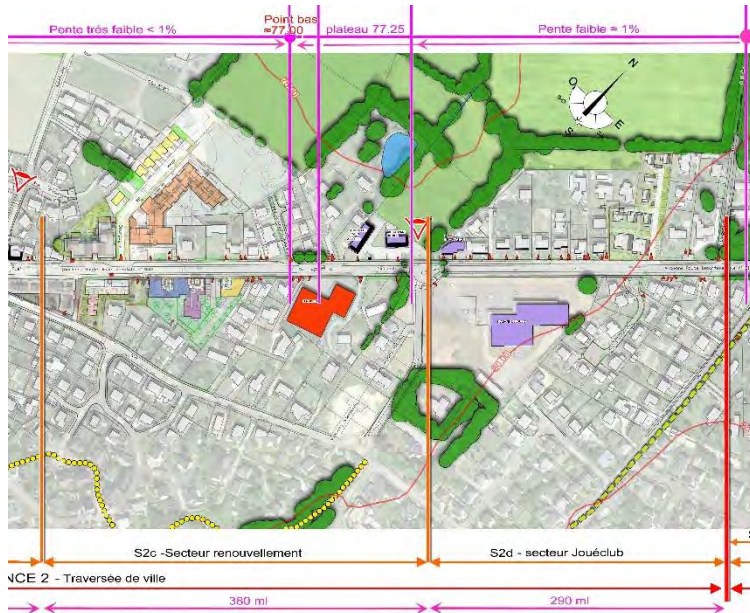 Point bas
Pente trés faible < 1%
≈77.00
plateau 77.25
Pente faible ≈ 1%
N
O
S
E
S2c -Secteur renouvellement
S2d - secteur Jouéclub
NCE 2 - Traversée de ville
380 ml
290 ml